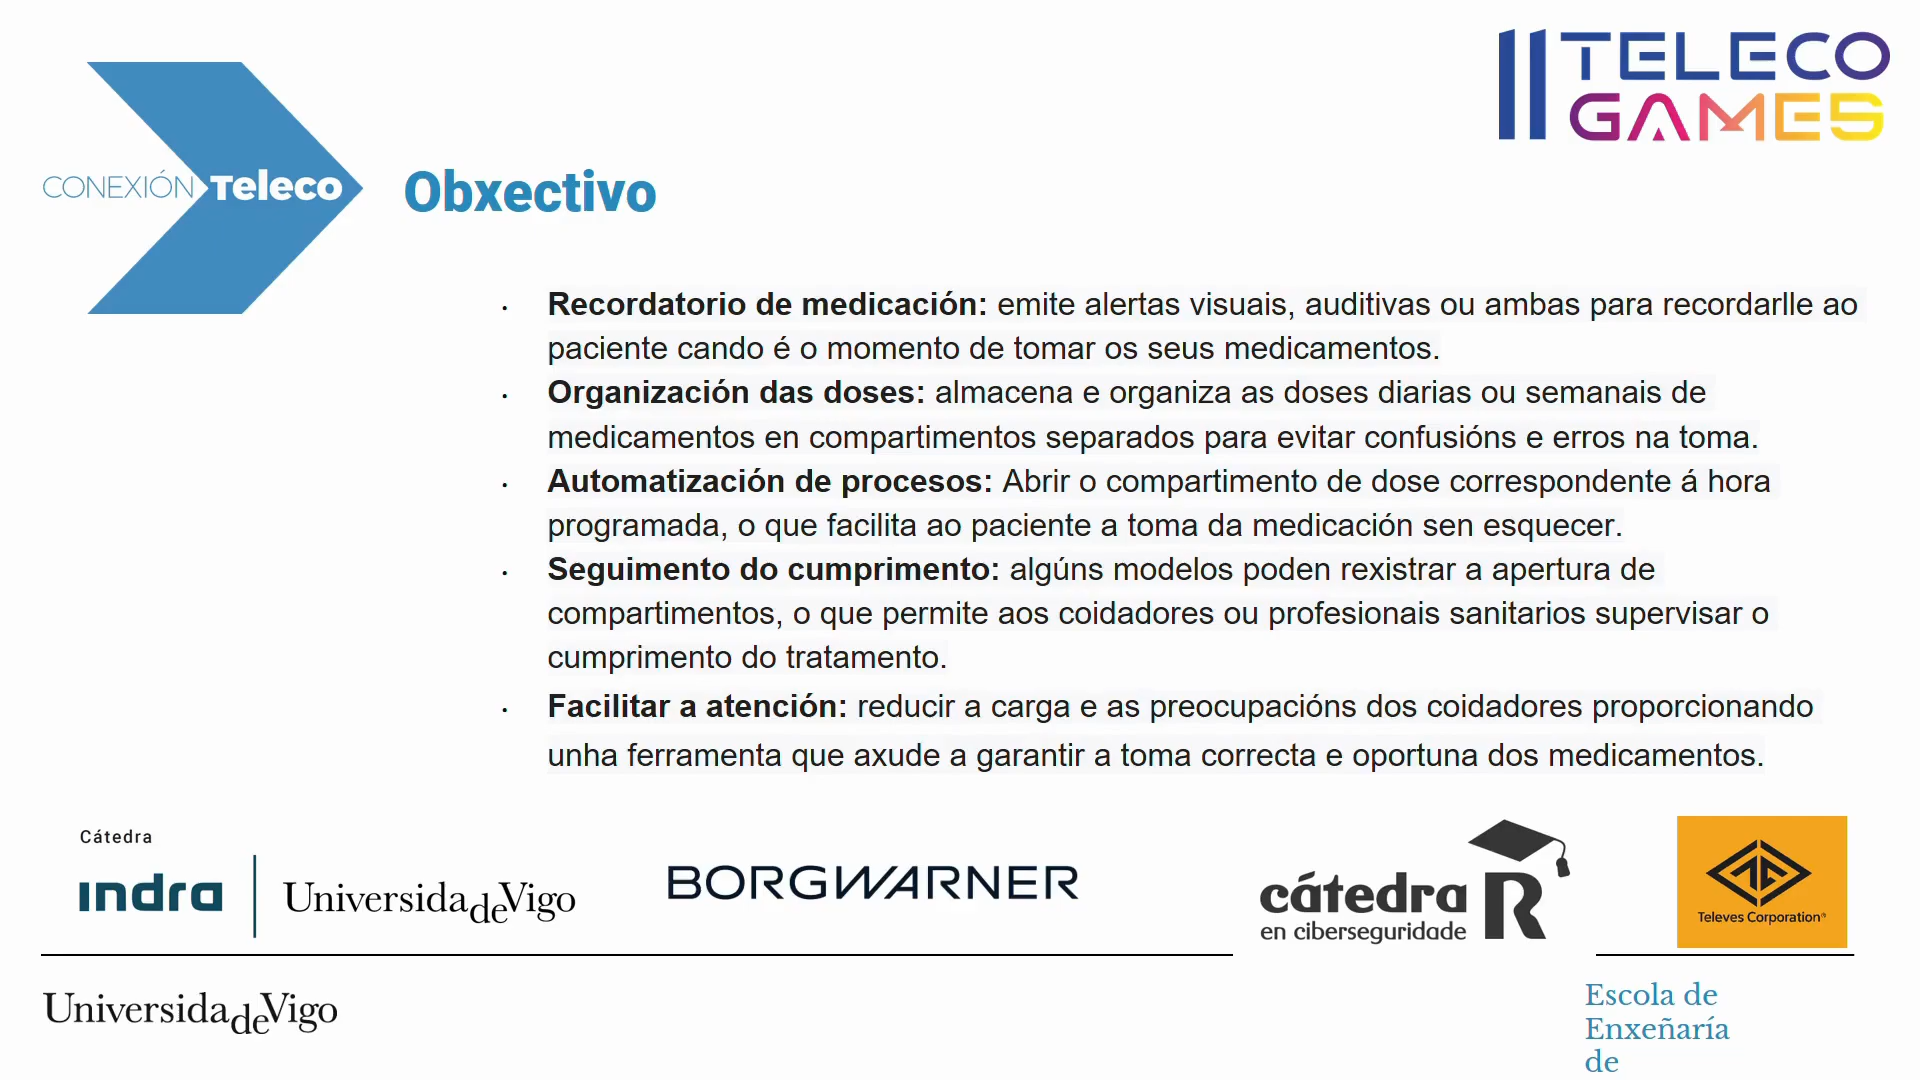 II TELECO
GAMES
CONEXIÓN Teleco
Obxectivo
• Recordatorio de medicación: emite alertas visuais, auditivas ou ambas para recordarlle ao
paciente cando é o momento de tomar os seus medicamentos.
• Organización das doses: almacena e organiza as doses diarias ou semanais de
medicamentos en compartimentos separados para evitar confusións e erros na toma.
• Automatización de procesos: Abrir o compartimento de dose correspondente á hora
programada, o que facilita ao paciente a toma da medicación sen esquecer.
• Seguimento do cumprimento: algúns modelos poden rexistrar a apertura de
compartimentos, o que permite aos coidadores ou profesionais sanitarios supervisar o
cumprimento do tratamento.
• Facilitar a atención: reducir a carga e as preocupacións dos coidadores proporcionando
unha ferramenta que axude a garantir a toma correcta e oportuna dos medicamentos.
Cátedra
indra
UniversidadeVigo
BORGWARNER
cátedra R
en ciberseguridade
Televes Corporation®
UniversidadeVigo
Escola de
Enxeñaría
de